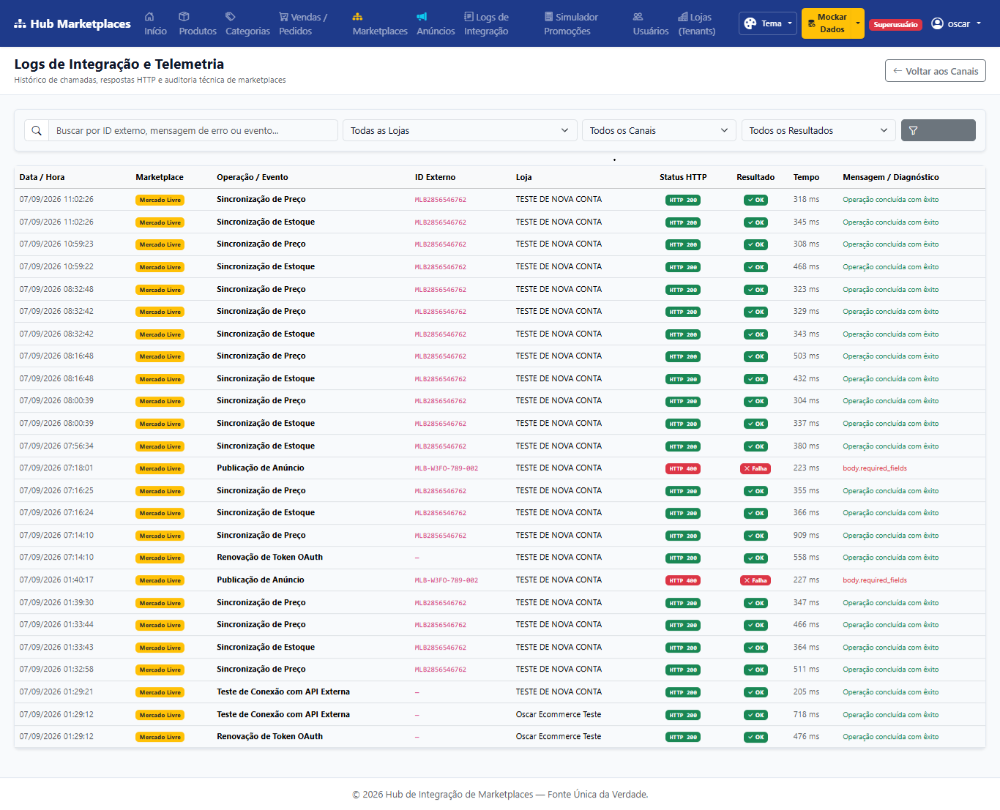 Hub Marketplaces
Início
Produtos
Categorias
Vendas / Pedidos
Marketplaces
Anúncios
Logs de Integração
Simulador Promoções
Usuários
Lojas (Tenants)
Tema
Mockar Dados
Superusuário
oscar
Logs de Integração e Telemetria
Histórico de chamadas, respostas HTTP e auditoria técnica de marketplaces
Voltar aos Canais
Buscar por ID externo, mensagem de erro ou evento...
Todas as Lojas
Todos os Canais
Todos os Resultados
Data / Hora Marketplace Operação / Evento ID Externo Loja Status HTTP Resultado Tempo Mensagem / Diagnóstico
07/09/2026 11:02:26 Mercado Livre Sincronização de Preço MLB2856546762 TESTE DE NOVA CONTA HTTP 200 OK 318 ms Operação concluída com êxito
07/09/2026 11:02:26 Mercado Livre Sincronização de Estoque MLB2856546762 TESTE DE NOVA CONTA HTTP 200 OK 345 ms Operação concluída com êxito
07/09/2026 10:59:23 Mercado Livre Sincronização de Preço MLB2856546762 TESTE DE NOVA CONTA HTTP 200 OK 308 ms Operação concluída com êxito
07/09/2026 10:59:22 Mercado Livre Sincronização de Estoque MLB2856546762 TESTE DE NOVA CONTA HTTP 200 OK 468 ms Operação concluída com êxito
07/09/2026 08:32:48 Mercado Livre Sincronização de Preço MLB2856546762 TESTE DE NOVA CONTA HTTP 200 OK 323 ms Operação concluída com êxito
07/09/2026 08:32:42 Mercado Livre Sincronização de Preço MLB2856546762 TESTE DE NOVA CONTA HTTP 200 OK 329 ms Operação concluída com êxito
07/09/2026 08:32:42 Mercado Livre Sincronização de Estoque MLB2856546762 TESTE DE NOVA CONTA HTTP 200 OK 343 ms Operação concluída com êxito
07/09/2026 08:16:48 Mercado Livre Sincronização de Preço MLB2856546762 TESTE DE NOVA CONTA HTTP 200 OK 503 ms Operação concluída com êxito
07/09/2026 08:16:48 Mercado Livre Sincronização de Estoque MLB2856546762 TESTE DE NOVA CONTA HTTP 200 OK 432 ms Operação concluída com êxito
07/09/2026 08:00:39 Mercado Livre Sincronização de Preço MLB2856546762 TESTE DE NOVA CONTA HTTP 200 OK 304 ms Operação concluída com êxito
07/09/2026 08:00:39 Mercado Livre Sincronização de Estoque MLB2856546762 TESTE DE NOVA CONTA HTTP 200 OK 337 ms Operação concluída com êxito
07/09/2026 07:56:34 Mercado Livre Sincronização de Estoque MLB2856546762 TESTE DE NOVA CONTA HTTP 200 OK 380 ms Operação concluída com êxito
07/09/2026 07:18:01 Mercado Livre Publicação de Anúncio MLB-W3FO-789-002 TESTE DE NOVA CONTA HTTP 400 Falha 223 ms body.required_fields
07/09/2026 07:16:25 Mercado Livre Sincronização de Preço MLB2856546762 TESTE DE NOVA CONTA HTTP 200 OK 355 ms Operação concluída com êxito
07/09/2026 07:16:24 Mercado Livre Sincronização de Estoque MLB2856546762 TESTE DE NOVA CONTA HTTP 200 OK 366 ms Operação concluída com êxito
07/09/2026 07:14:10 Mercado Livre Sincronização de Preço MLB2856546762 TESTE DE NOVA CONTA HTTP 200 OK 909 ms Operação concluída com êxito
07/09/2026 07:14:10 Mercado Livre Renovação de Token OAuth – TESTE DE NOVA CONTA HTTP 200 OK 558 ms Operação concluída com êxito
07/09/2026 01:40:17 Mercado Livre Publicação de Anúncio MLB-W3FO-789-002 TESTE DE NOVA CONTA HTTP 400 Falha 227 ms body.required_fields
07/09/2026 01:39:30 Mercado Livre Sincronização de Preço MLB2856546762 TESTE DE NOVA CONTA HTTP 200 OK 347 ms Operação concluída com êxito
07/09/2026 01:33:44 Mercado Livre Sincronização de Preço MLB2856546762 TESTE DE NOVA CONTA HTTP 200 OK 466 ms Operação concluída com êxito
07/09/2026 01:33:43 Mercado Livre Sincronização de Estoque MLB2856546762 TESTE DE NOVA CONTA HTTP 200 OK 364 ms Operação concluída com êxito
07/09/2026 01:32:58 Mercado Livre Sincronização de Preço MLB2856546762 TESTE DE NOVA CONTA HTTP 200 OK 511 ms Operação concluída com êxito
07/09/2026 01:29:21 Mercado Livre Teste de Conexão com API Externa – TESTE DE NOVA CONTA HTTP 200 OK 205 ms Operação concluída com êxito
07/09/2026 01:29:12 Mercado Livre Teste de Conexão com API Externa – Oscar Ecommerce Teste HTTP 200 OK 718 ms Operação concluída com êxito
07/09/2026 01:29:12 Mercado Livre Renovação de Token OAuth – Oscar Ecommerce Teste HTTP 200 OK 476 ms Operação concluída com êxito
© 2026 Hub de Integração de Marketplaces — Fonte Única da Verdade.